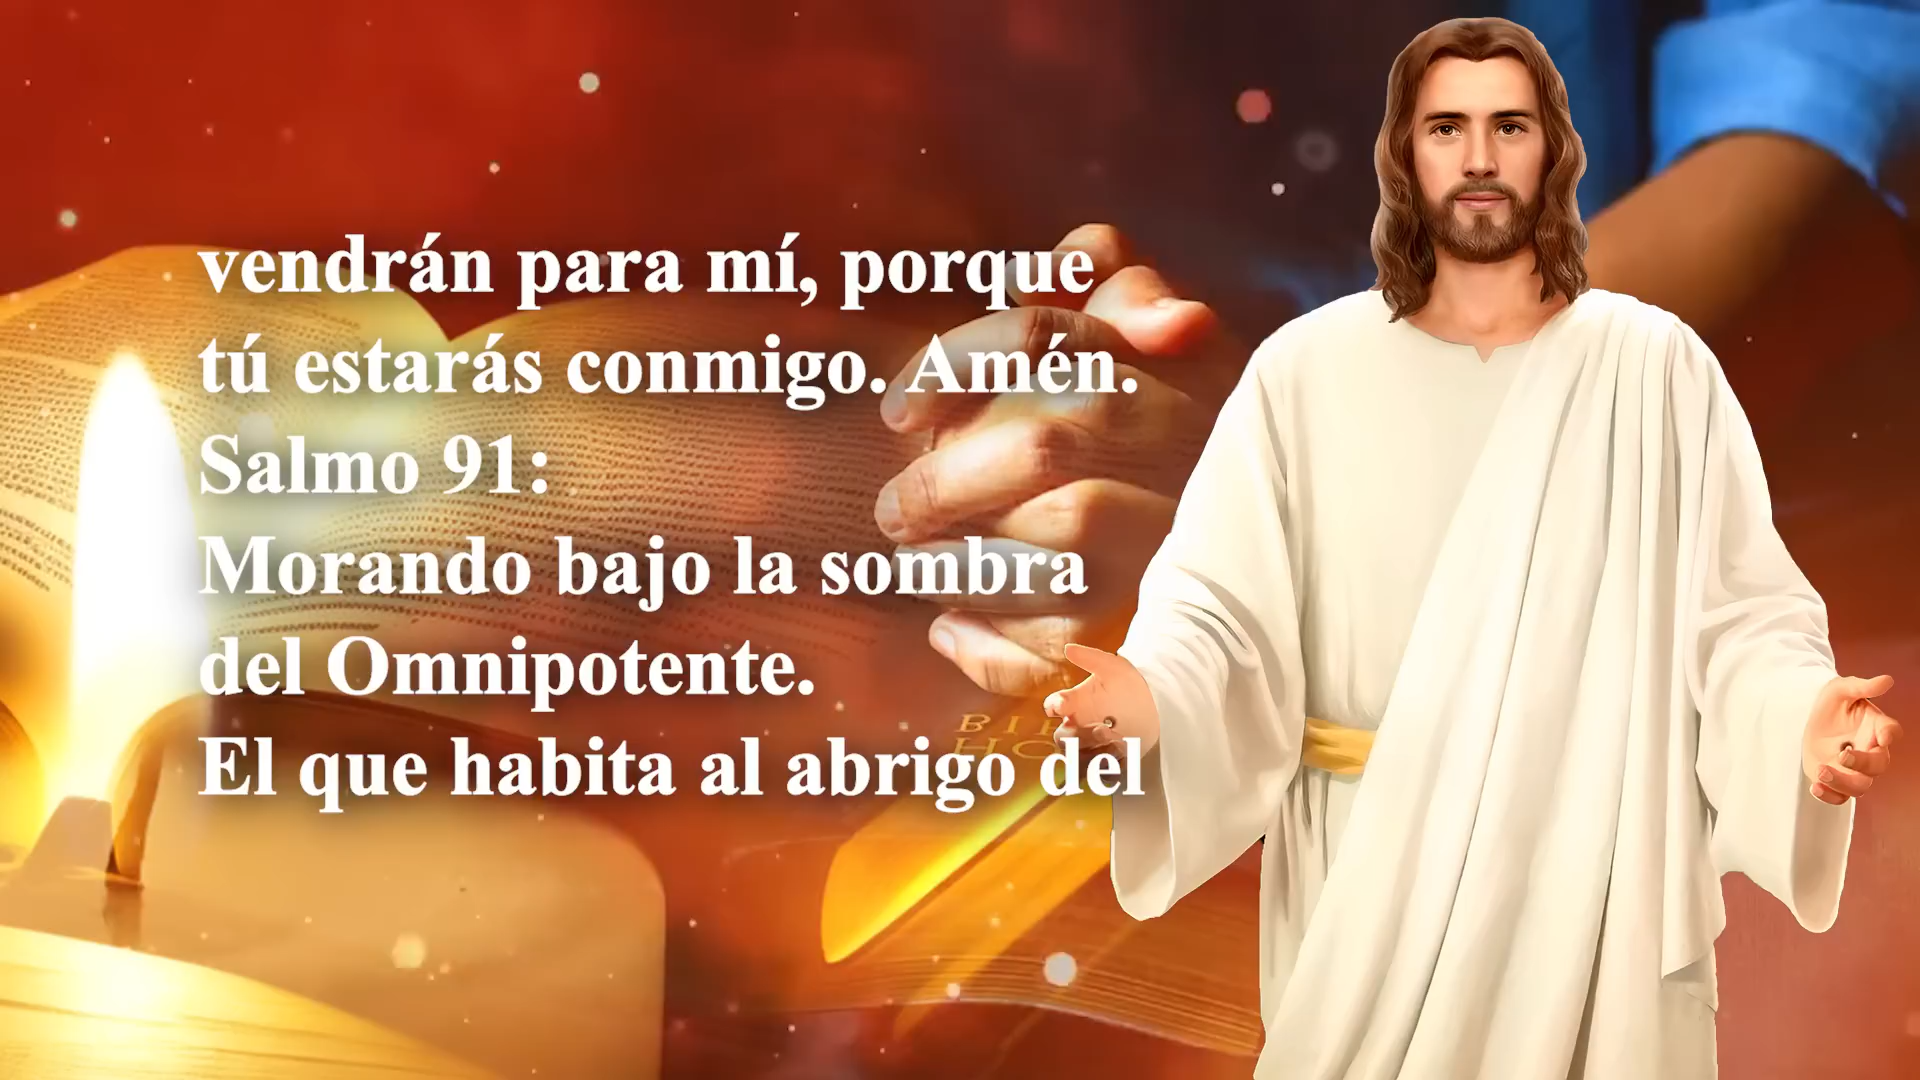 vendrán para mí, porque
tú estarás conmigo. Amén.
Salmo 91:
Morando bajo la sombra
del Omnipotente.
El que habita al abrigo del